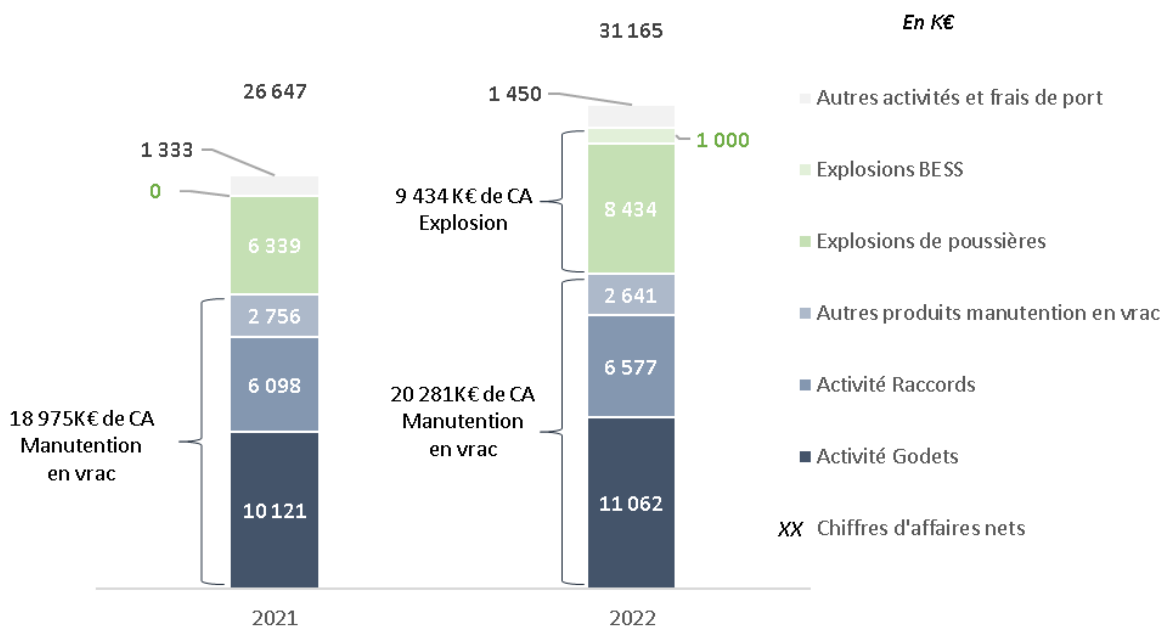 En K€
31 165
26 647
1 450
1 333
0
1 000
9 434 K€ de CA
Explosion
8 434
6 339
2 641
2 756
6 577
6 098
20 281K€ de CA
Manutention
en vrac
18 975K€ de CA
Manutention
en vrac
11 062
10 121
2021
2022
Autres activités et frais de port
Explosions BESS
Explosions de poussières
Autres produits manutention en vrac
Activité Raccords
Activité Godets
XX Chiffres d'affaires nets